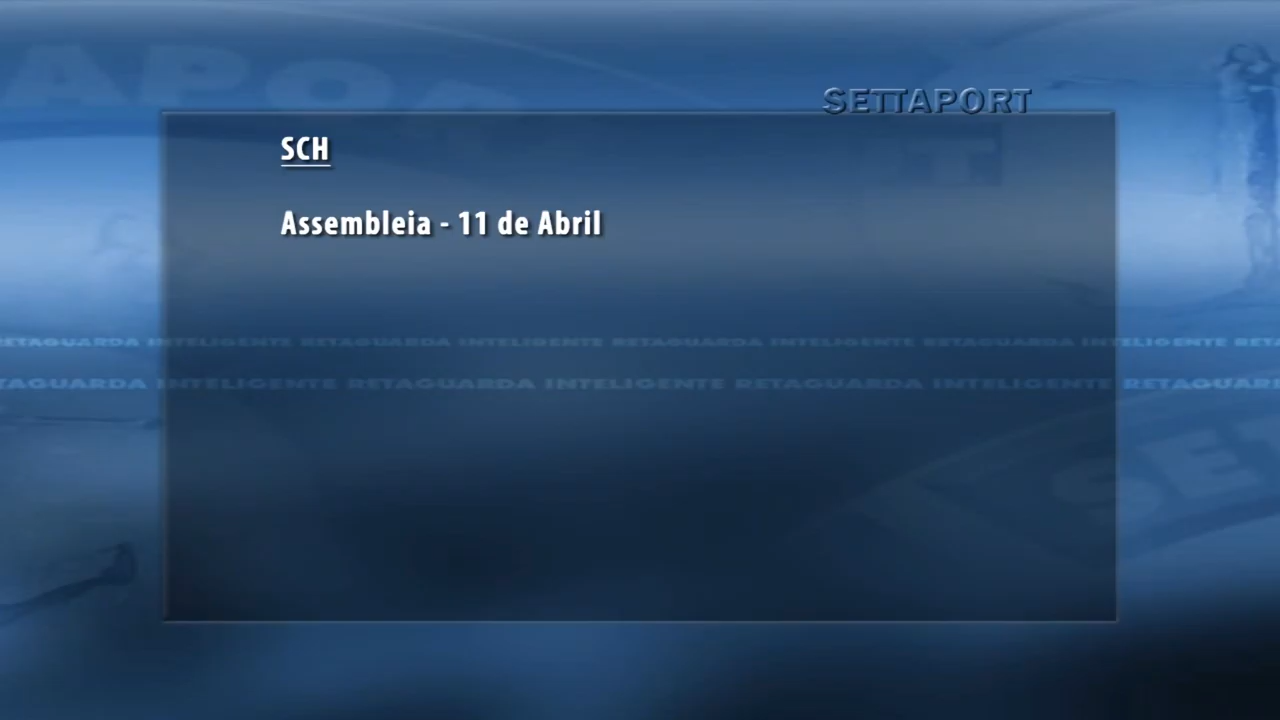 SETTAPORT
SCH
Assembleia - 11 de Abril
RETAGUARDA INTELIGENTE RETAGUARDA INTELIGENTE RETAGUARDA INTELIGENTE RETAGUARDA INTELIGENTE
RETAGUARDA INTELIGENTE RETAGUARDA INTELIGENTE RETAGUARDA INTELIGENTE RETAGUARDA